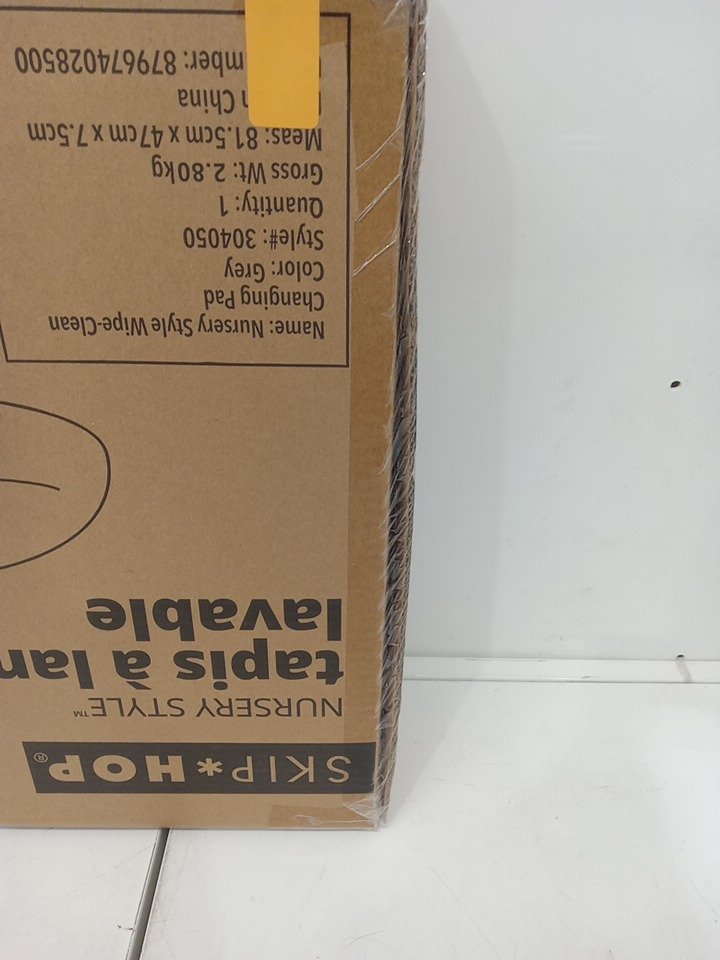 SKIP*HOP®
NURSERY STYLE™
tapis à lan
lavable
Name: Nursery Style Wipe-Clean
Changing Pad
Color: Grey
Style#: 304050
Quantity: 1
Gross Wt: 2.80kg
Meas: 81.5cm x 47cm x 7.5cm
n China
mber: 879674028500